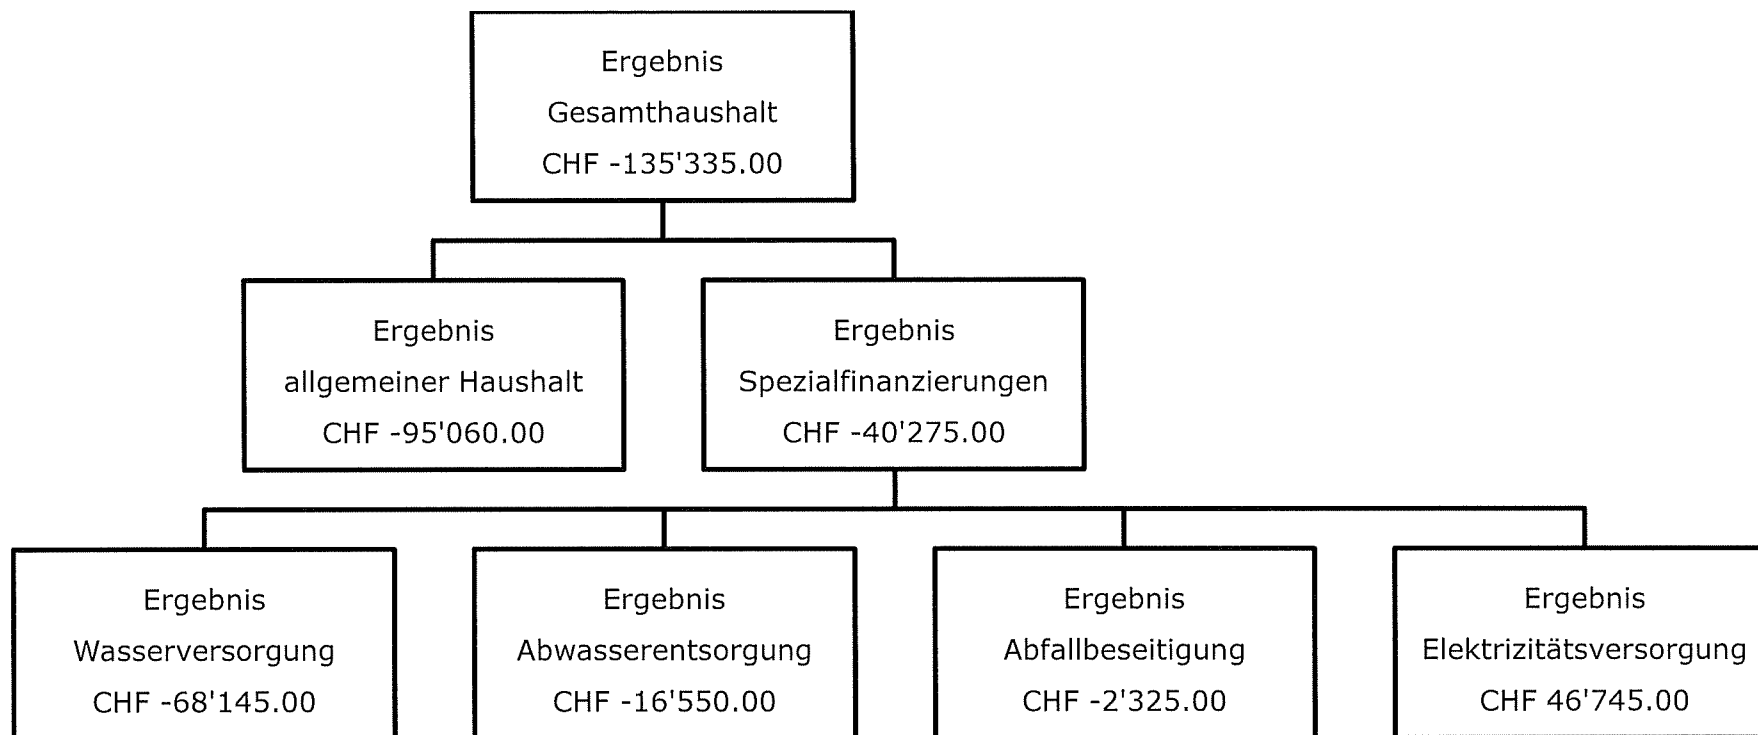 Ergebnis
Gesamthaushalt
CHF -135'335.00
Ergebnis
allgemeiner Haushalt
CHF -95'060.00
Ergebnis
Spezialfinanzierungen
CHF -40'275.00
Ergebnis
Wasserversorgung
CHF -68'145.00
Ergebnis
Abwasserentsorgung
CHF -16'550.00
Ergebnis
Abfallbeseitigung
CHF -2'325.00
Ergebnis
Elektrizitätsversorgung
CHF 46'745.00